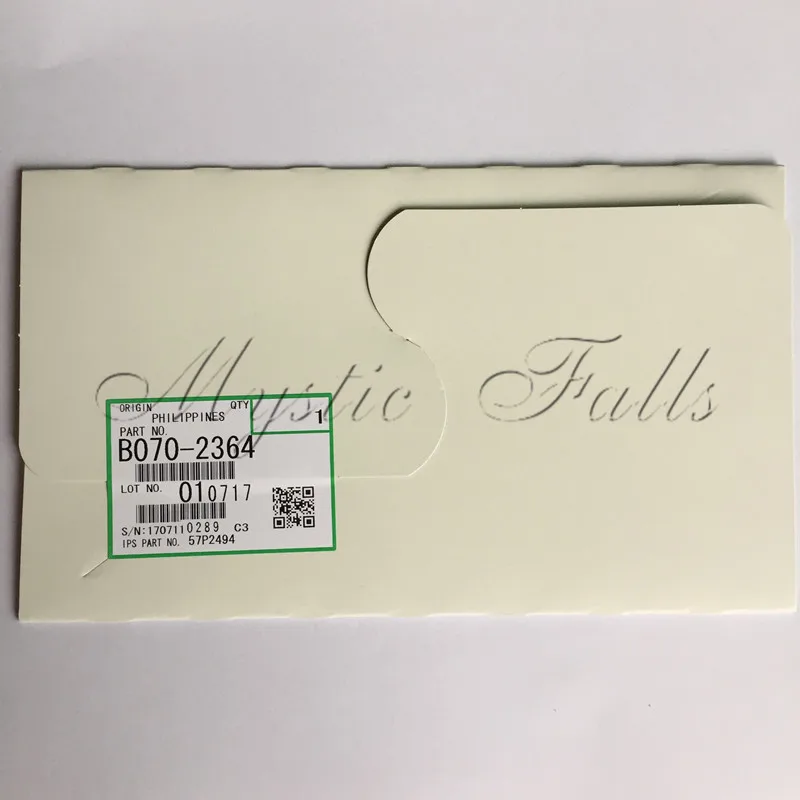 Mystic Falls
ORIGIN QTY
PHILIPPINES 1
PART NO.
B070-2364
LOT NO. 010717
S/N:1707110289 C3
IPS PART NO. 57P2494